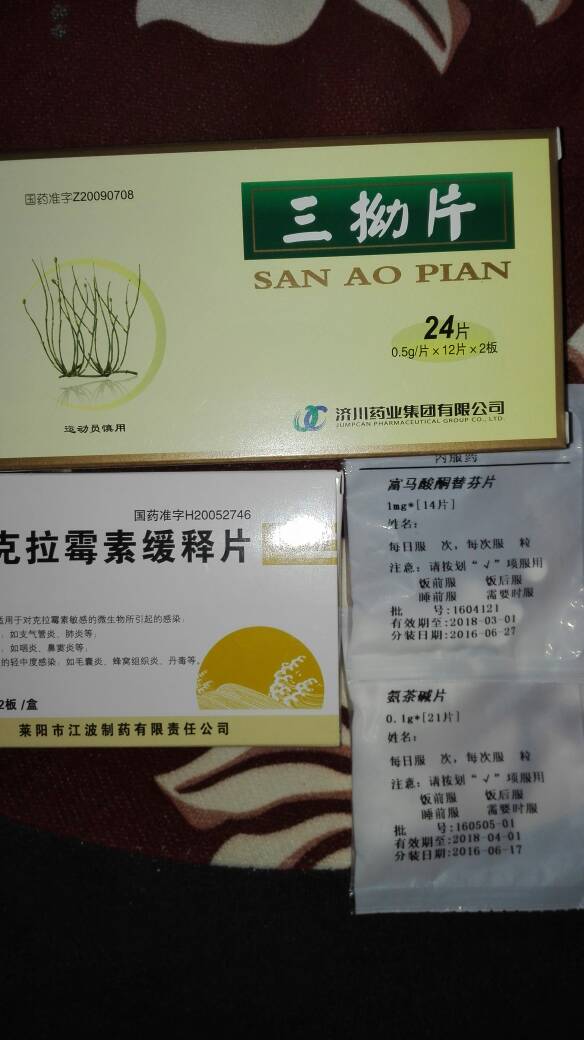 国药准字Z20090708
三拗片
SAN AO PIAN
24片
0.5g/片×12片×2板
运动员慎用
济川药业集团有限公司
JUMPCAN PHARMACEUTICAL GROUP CO., LTD.
国药准字H20052746
克拉霉素缓释片
适用于对克拉霉素敏感的微生物所引起的感染:
:如支气管炎、肺炎等;
:如咽炎、鼻窦炎等;
的轻中度感染:如毛囊炎、蜂窝组织炎、丹毒等。
2板/盒
莱阳市江波制药有限责任公司
内服药
富马酸酮替芬片
1mg*[14片]
姓名:
每日服 次,每次服 粒
注意:请按划“√”项服用
饭前服 饭后服
睡前服 需要时服
批 号:1604121
有效期至:2018-03-01
分装日期:2016-06-27
氨茶碱片
0.1g*[21片]
姓名:
每日服 次,每次服 粒
注意:请按划“√”项服用
饭前服 饭后服
睡前服 需要时服
批 号:160505-01
有效期至:2018-04-01
分装日期:2016-06-17